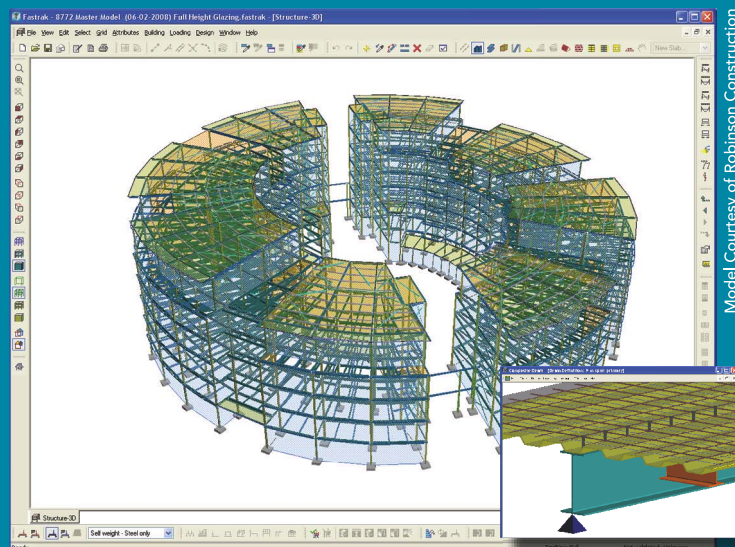 Fastrak - 8772 Master Model (06-02-2008) Full Height Glazing.fastrak - [Structure-3D]
File View Edit Select Grid Attributes Building Loading Design Window Help
New Slab...
Model Courtesy of Robinson Construction
Structure-3D
Self weight - Steel only